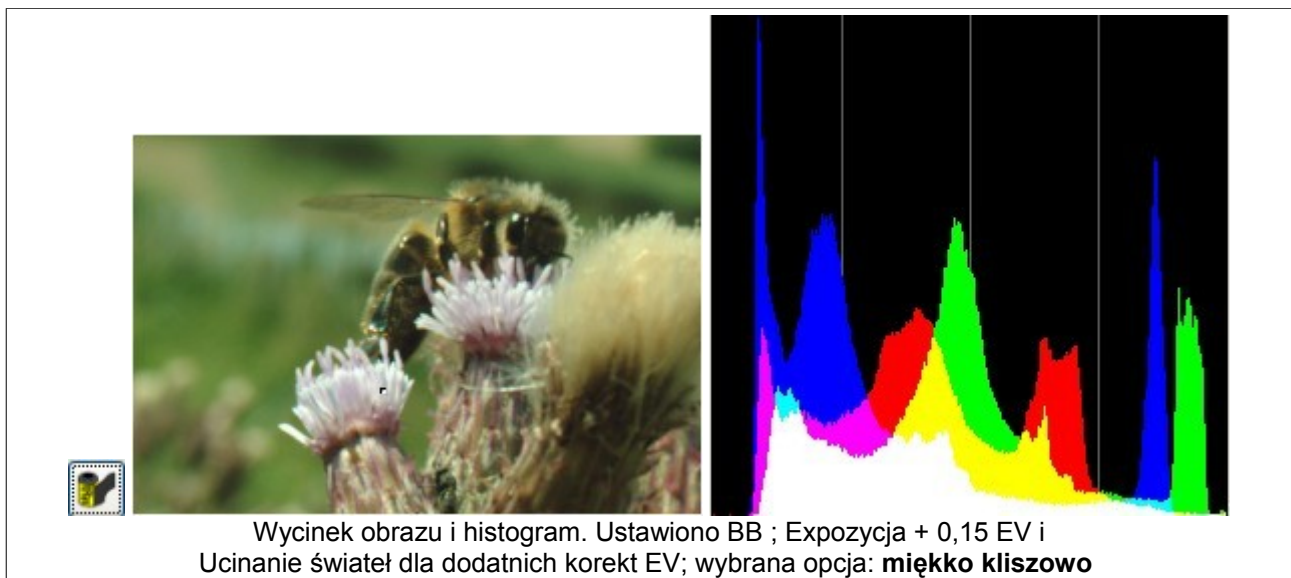 Wycinek obrazu i histogram. Ustawiono BB ; Expozycja + 0,15 EV i
Ucinanie świateł dla dodatnich korekt EV; wybrana opcja: miękko kliszowo